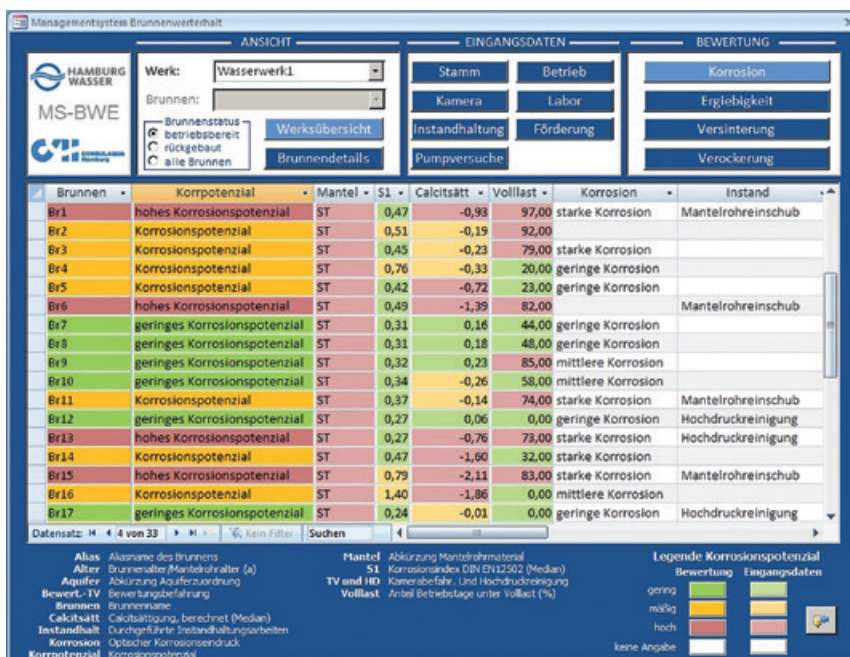 Managementsystem Brunnenwerterhalt
ANSICHT
EINGANGSDATEN
BEWERTUNG
HAMBURG
WASSER
MS-BWE
CONSULAQUA
Hamburg
Werk: Wasserwerk1
Brunnen:
Brunnenstatus
betriebsbereit
rückgebaut
alle Brunnen
Werksübersicht
Brunnendetails
Stamm Betrieb
Kamera Labor
Instandhaltung Förderung
Pumpversuche
Korrosion
Ergiebigkeit
Versinterung
Verockerung
Brunnen Korrpotenzial Mantel S1 Calcitsätt Volllast Korrosion Instand
Br1 hohes Korrosionspotenzial ST 0,47 -0,93 97,00 starke Korrosion Mantelrohreinschub
Br2 Korrosionspotenzial ST 0,51 -0,19 92,00
Br3 Korrosionspotenzial ST 0,45 -0,23 79,00 starke Korrosion
Br4 Korrosionspotenzial ST 0,76 -0,33 20,00 geringe Korrosion
Br5 Korrosionspotenzial ST 0,42 -0,72 23,00 geringe Korrosion
Br6 hohes Korrosionspotenzial ST 0,49 -1,39 82,00 Mantelrohreinschub
Br7 geringes Korrosionspotenzial ST 0,31 0,16 44,00 geringe Korrosion
Br8 geringes Korrosionspotenzial ST 0,31 0,18 48,00 geringe Korrosion
Br9 geringes Korrosionspotenzial ST 0,32 0,23 85,00 mittlere Korrosion
Br10 geringes Korrosionspotenzial ST 0,34 -0,26 58,00 mittlere Korrosion
Br11 Korrosionspotenzial ST 0,37 -0,14 74,00 starke Korrosion Mantelrohreinschub
Br12 geringes Korrosionspotenzial ST 0,27 0,06 0,00 geringe Korrosion Hochdruckreinigung
Br13 hohes Korrosionspotenzial ST 0,27 -0,76 73,00 starke Korrosion Hochdruckreinigung
Br14 Korrosionspotenzial ST 0,47 -1,60 32,00 starke Korrosion
Br15 hohes Korrosionspotenzial ST 0,79 -2,11 83,00 starke Korrosion Mantelrohreinschub
Br16 Korrosionspotenzial ST 1,40 -1,86 0,00 mittlere Korrosion
Br17 geringes Korrosionspotenzial ST 0,24 -0,01 0,00 geringe Korrosion Hochdruckreinigung
Datensatz: 4 von 33 Kein Filter Suchen
Alias Aliasname des Brunnens
Alter Brunnenalter/Mantelrohralter (a)
Aquifer Abkürzung Aquiferzuordnung
Bewert.-TV Bewertungsbefahrung
Brunnen Brunnenname
Calcitsätt Calcitsättigung, berechnet (Median)
Instandhalt Durchgeführte Instandhaltungsarbeiten
Korrosion Optischer Korrosionseindruck
Korrpotenzial Korrosionspotenzial
Mantel Abkürzung Mantelrohrmaterial
S1 Korrosionsindex DIN EN12502 (Median)
TV und HD Kamerabefahr. Und Hochdruckreinigung
Volllast Anteil Betriebstage unter Volllast (%)
Legende Korrosionspotenzial
Bewertung Eingangsdaten
gering
mäßig
hoch
keine Angabe